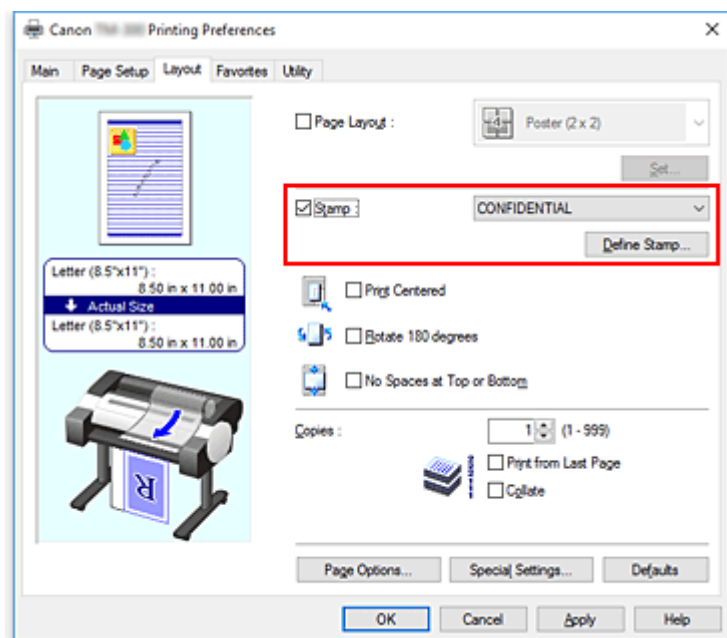 Canon Printing Preferences
Main Page Setup Layout Favorites Utility
Page Layout :
4
Poster (2 x 2)
Set...
Stamp :
CONFIDENTIAL
Define Stamp...
Letter (8.5"x11") :
8.50 in x 11.00 in
Actual Size
Letter (8.5"x11") :
8.50 in x 11.00 in
Print Centered
Rotate 180 degrees
No Spaces at Top or Bottom
R
Copies :
1 (1 - 999)
Print from Last Page
Collate
Page Options... Special Settings... Defaults
OK Cancel Apply Help